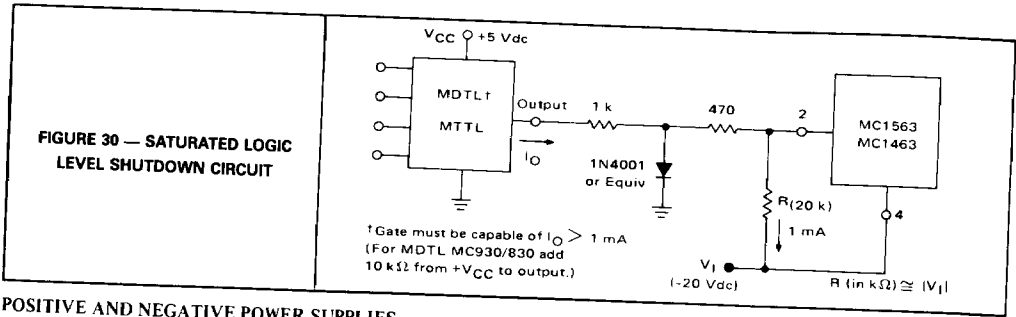 FIGURE 30 — SATURATED LOGIC
LEVEL SHUTDOWN CIRCUIT
VCC +5 Vdc
MDTL†
MTTL
Output
IO
1 k
1N4001
or Equiv
470
2
MC1563
MC1463
4
R(20 k)
1 mA
VI
(-20 Vdc)
R (in kΩ) ≅ |VI|
†Gate must be capable of IO > 1 mA
(For MDTL MC930/830 add
10 kΩ from +VCC to output.)
POSITIVE AND NEGATIVE POWER SUPPLIES